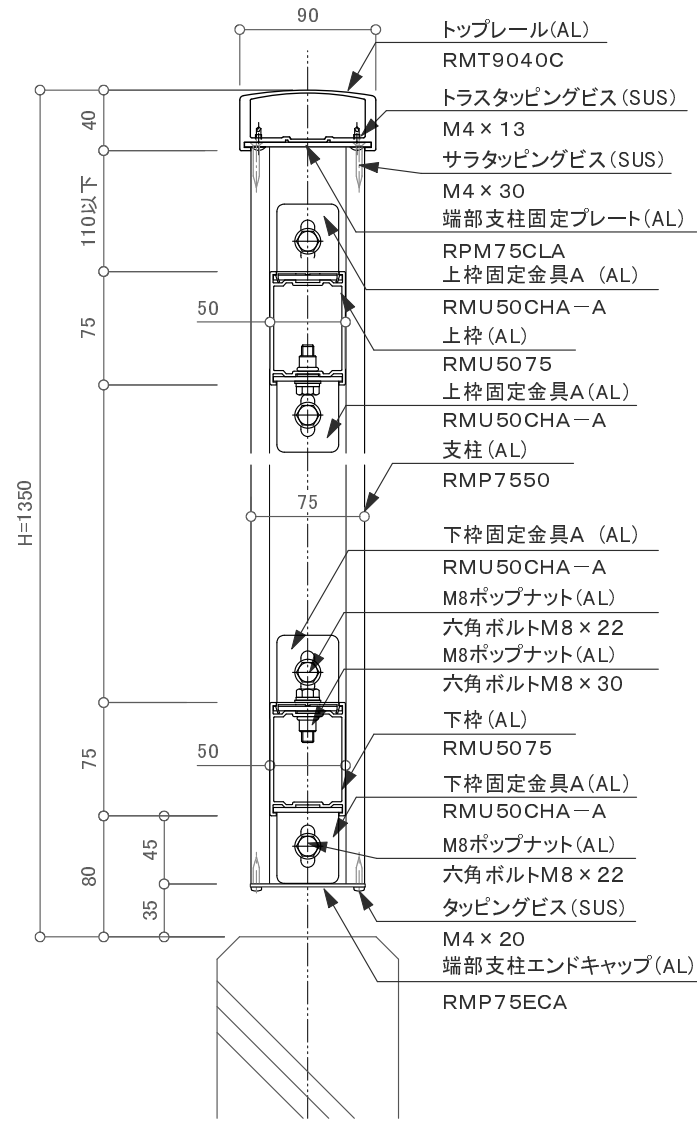 90
トップレール(AL)
RMT9040C
トラスタッピングビス(SUS)
M4×13
サラタッピングビス(SUS)
M4×30
端部支柱固定プレート(AL)
RPM75CLA
上枠固定金具A (AL)
RMU50CHA－A
上枠(AL)
RMU5075
上枠固定金具A(AL)
RMU50CHA－A
支柱(AL)
RMP7550
下枠固定金具A (AL)
RMU50CHA－A
M8ポップナット(AL)
六角ボルトM8×22
M8ポップナット(AL)
六角ボルトM8×30
下枠(AL)
RMU5075
下枠固定金具A(AL)
RMU50CHA－A
M8ポップナット(AL)
六角ボルトM8×22
タッピングビス(SUS)
M4×20
端部支柱エンドキャップ(AL)
RMP75ECA
40
110以下
75
50
H=1350
75
75
50
80
45
35